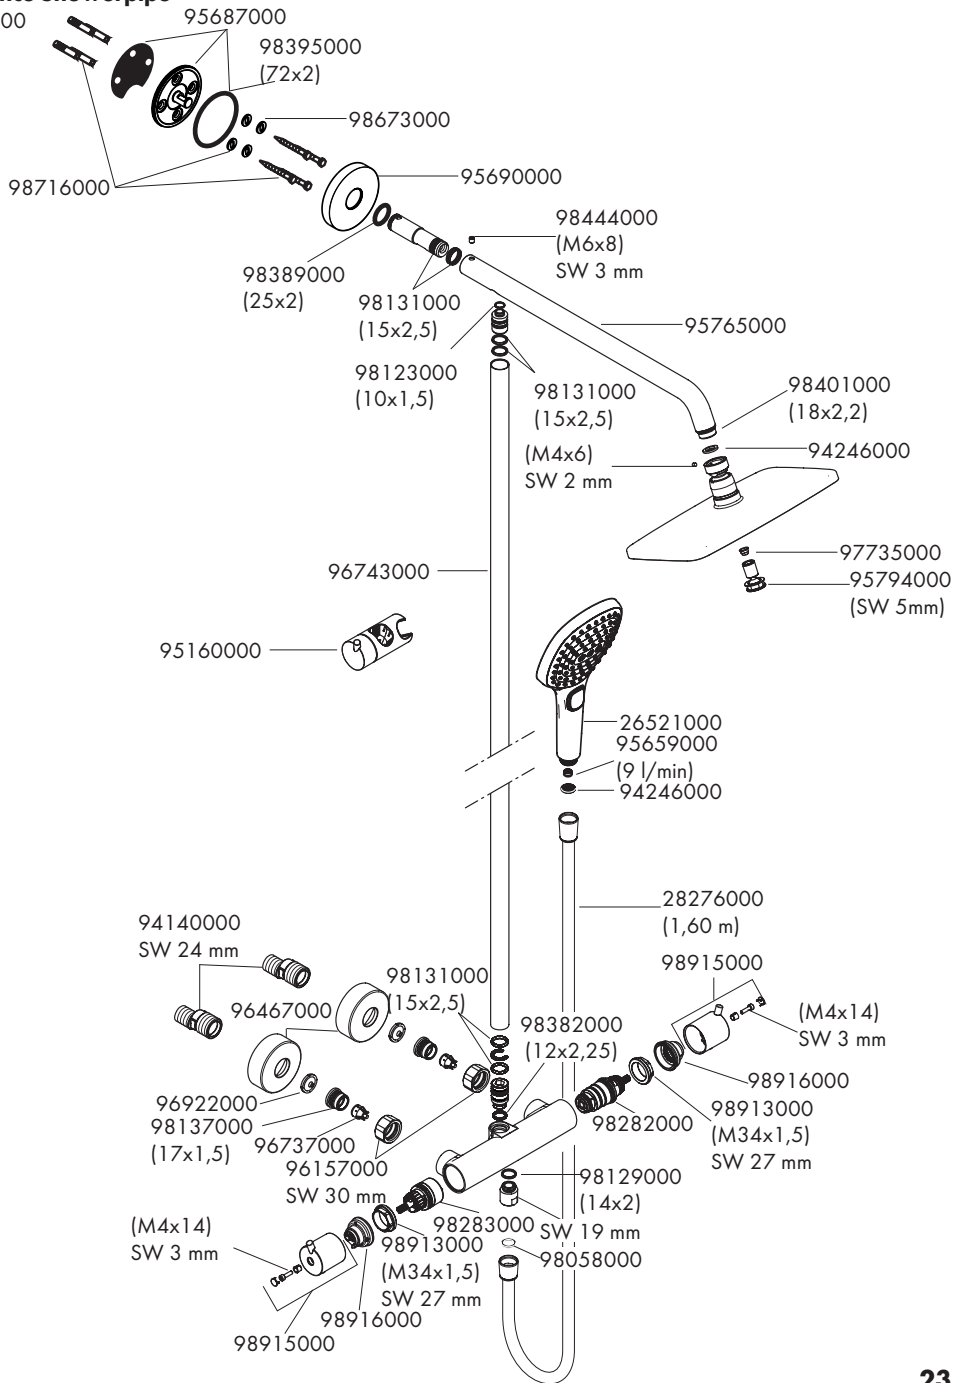 95687000
00
98395000
(72x2)
98673000
98716000
95690000
98444000
(M6x8)
SW 3 mm
98389000
(25x2)
98131000
(15x2,5)
95765000
98123000
(10x1,5)
98131000
(15x2,5)
98401000
(18x2,2)
(M4x6)
SW 2 mm
94246000
96743000
97735000
95794000
(SW 5mm)
95160000
26521000
95659000
(9 l/min)
94246000
28276000
(1,60 m)
94140000
SW 24 mm
98915000
98131000
(15x2,5)
96467000
98382000
(12x2,25)
(M4x14)
SW 3 mm
98916000
96922000
98137000
(17x1,5)
96737000
98282000
98913000
(M34x1,5)
SW 27 mm
96157000
SW 30 mm
98129000
(14x2)
SW 19 mm
(M4x14)
SW 3 mm
98283000
98913000
(M34x1,5)
SW 27 mm
98058000
98916000
98915000
23